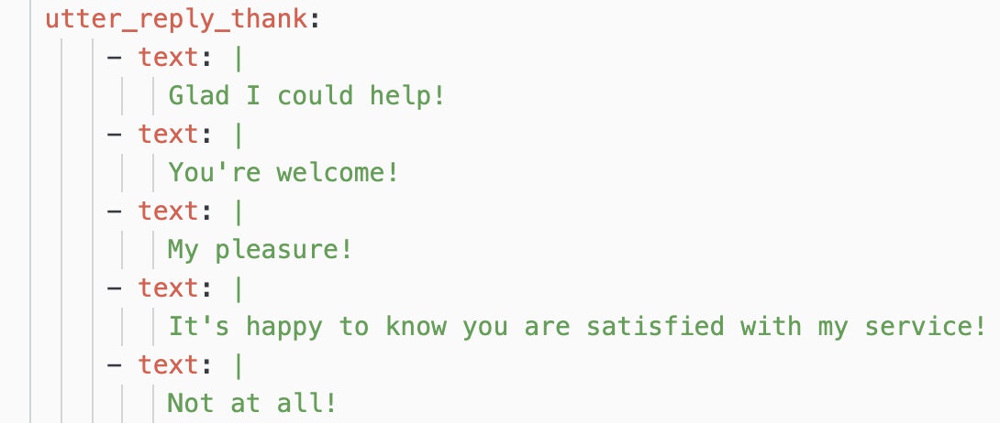 utter_reply_thank:
- text: |
Glad I could help!
- text: |
You're welcome!
- text: |
My pleasure!
- text: |
It's happy to know you are satisfied with my service!
- text: |
Not at all!